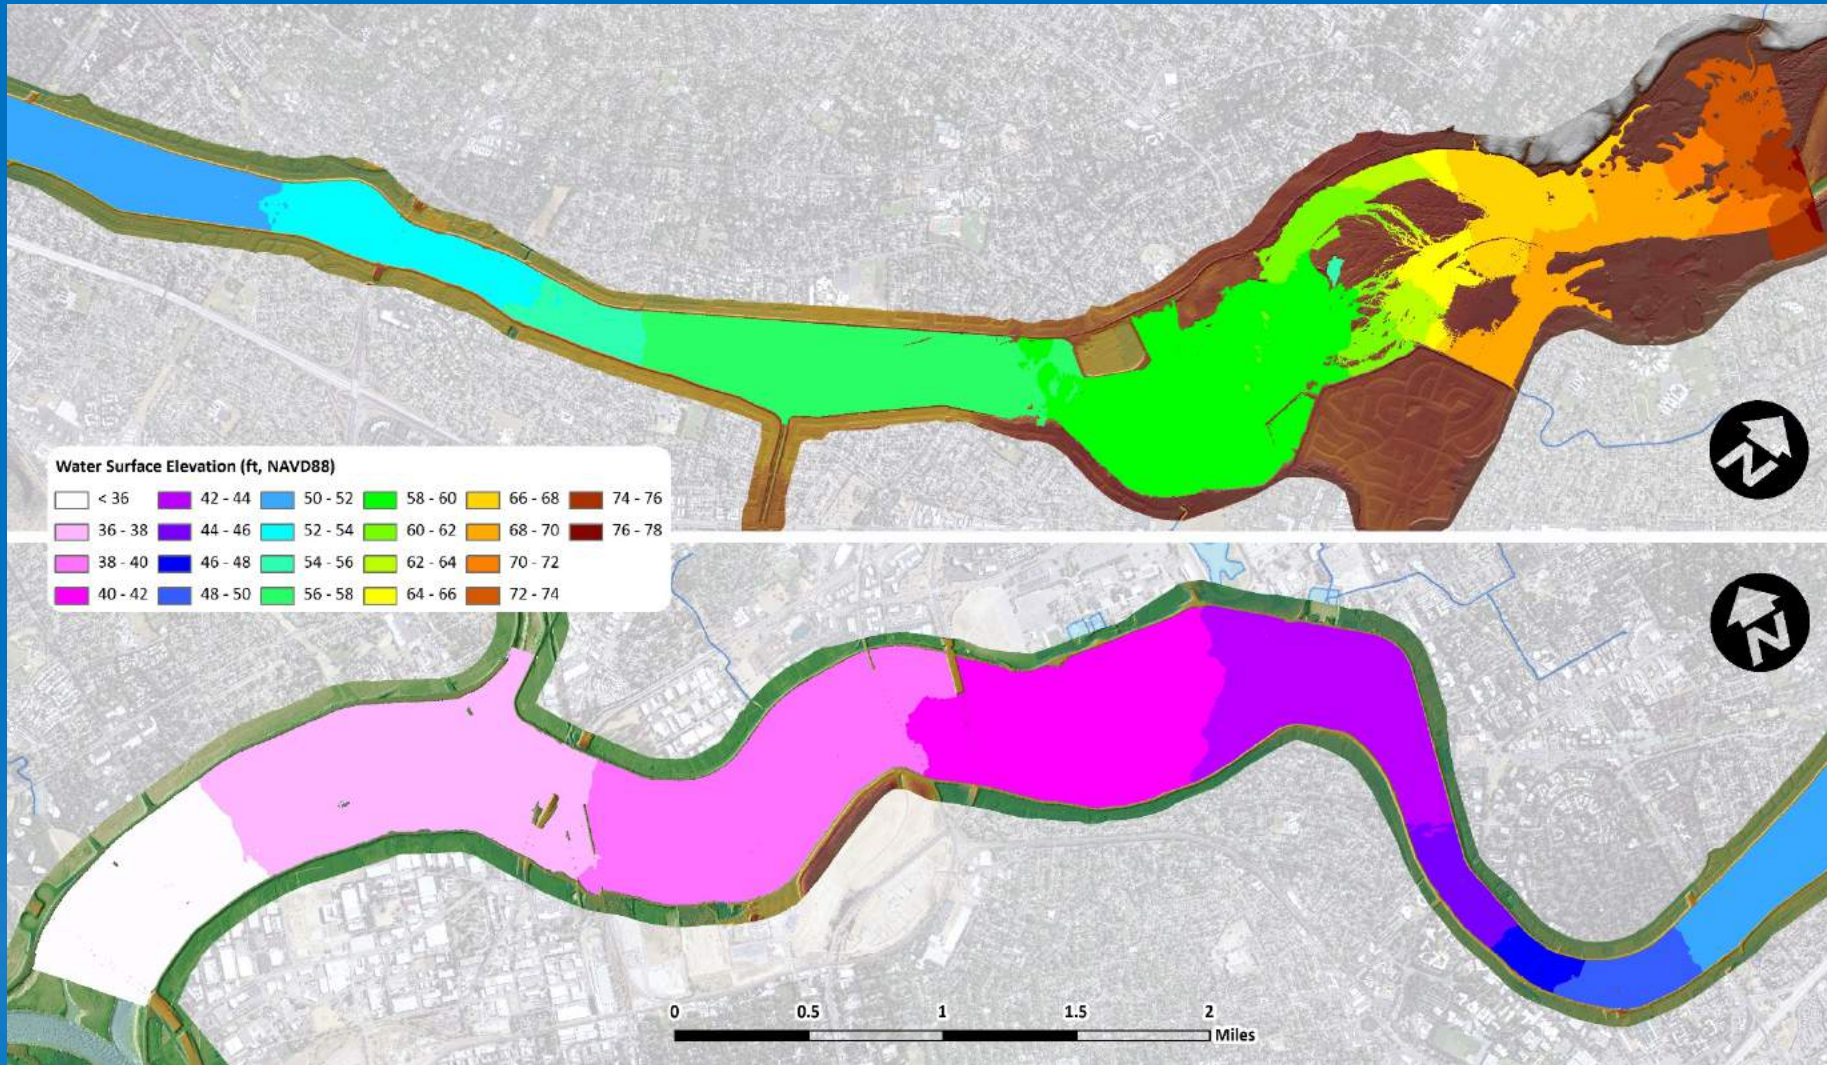 N
Water Surface Elevation (ft, NAVD88)
< 36 42 - 44 50 - 52 58 - 60 66 - 68 74 - 76
36 - 38 44 - 46 52 - 54 60 - 62 68 - 70 76 - 78
38 - 40 46 - 48 54 - 56 62 - 64 70 - 72
40 - 42 48 - 50 56 - 58 64 - 66 72 - 74
N
0 0.5 1 1.5 2
Miles